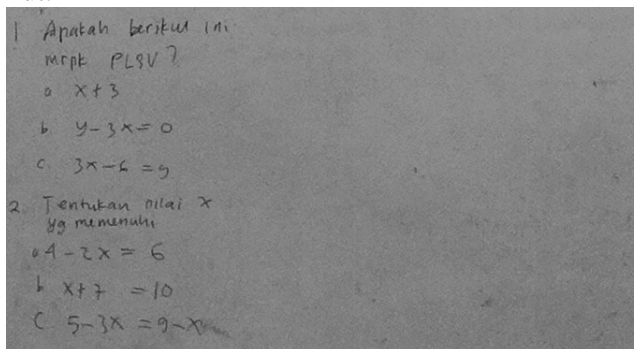 1 Apakah berikut ini
mrpk PLSV?
a x + 3
b y - 3x = 0
c. 3x - 6 = 9
2. Tentukan nilai x
yg memenuhi
a 4 - 2x = 6
b x + 7 = 10
c 5 - 3x = 9 - x